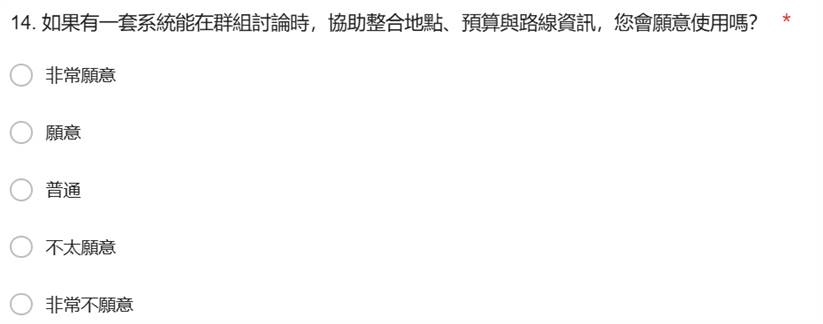 14. 如果有一套系統能在群組討論時，協助整合地點、預算與路線資訊，您會願意使用嗎？ *
非常願意
願意
普通
不太願意
非常不願意